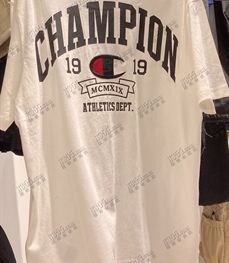 CHAMPION
19 19
MCMXIX
ATHLETICS DEPT.